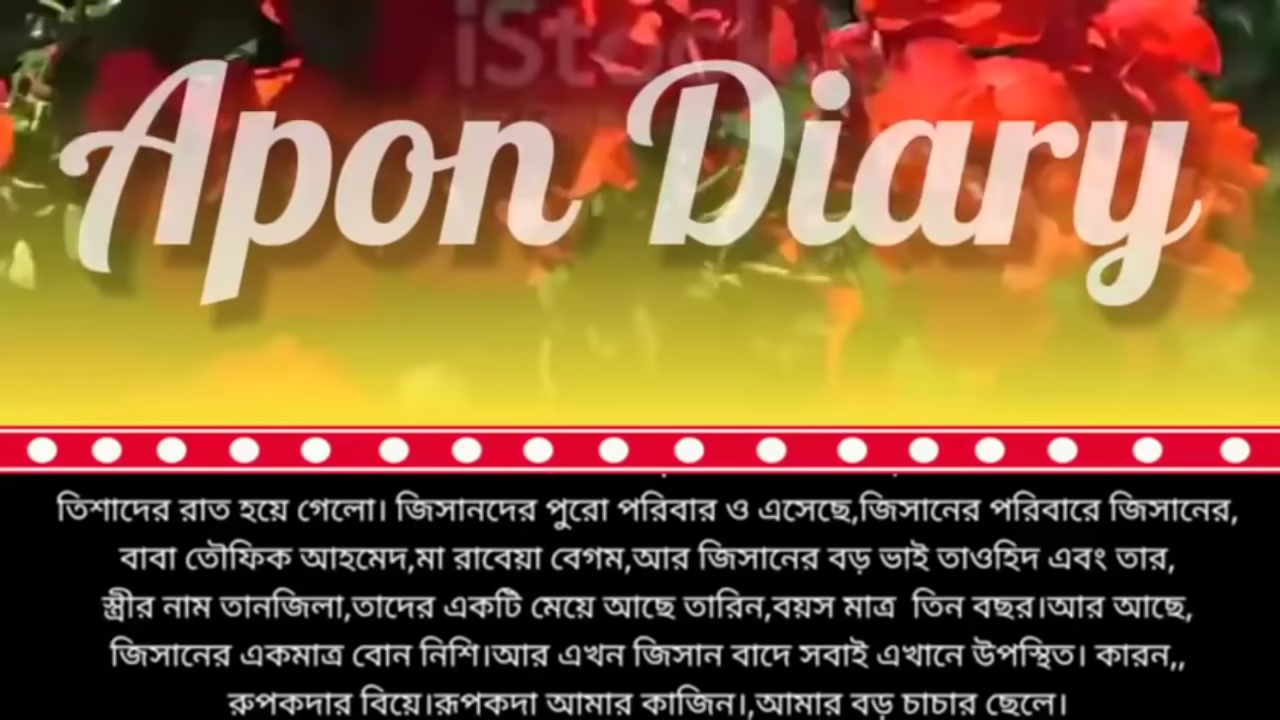 iStock
Apon Diary
তিশাদের রাত হয়ে গেলো। জিসানদের পুরো পরিবার ও এসেছে,জিসানের পরিবারে জিসানের,
বাবা তৌফিক আহমেদ,মা রাবেয়া বেগম,আর জিসানের বড় ভাই তাওহিদ এবং তার,
স্ত্রীর নাম তানজিলা,তাদের একটি মেয়ে আছে তারিন,বয়স মাত্র তিন বছর।আর আছে,
জিসানের একমাত্র বোন নিশি।আর এখন জিসান বাদে সবাই এখানে উপস্থিত। কারন,,
রুপকদার বিয়ে।রূপকদা আমার কাজিন।,আমার বড় চাচার ছেলে।